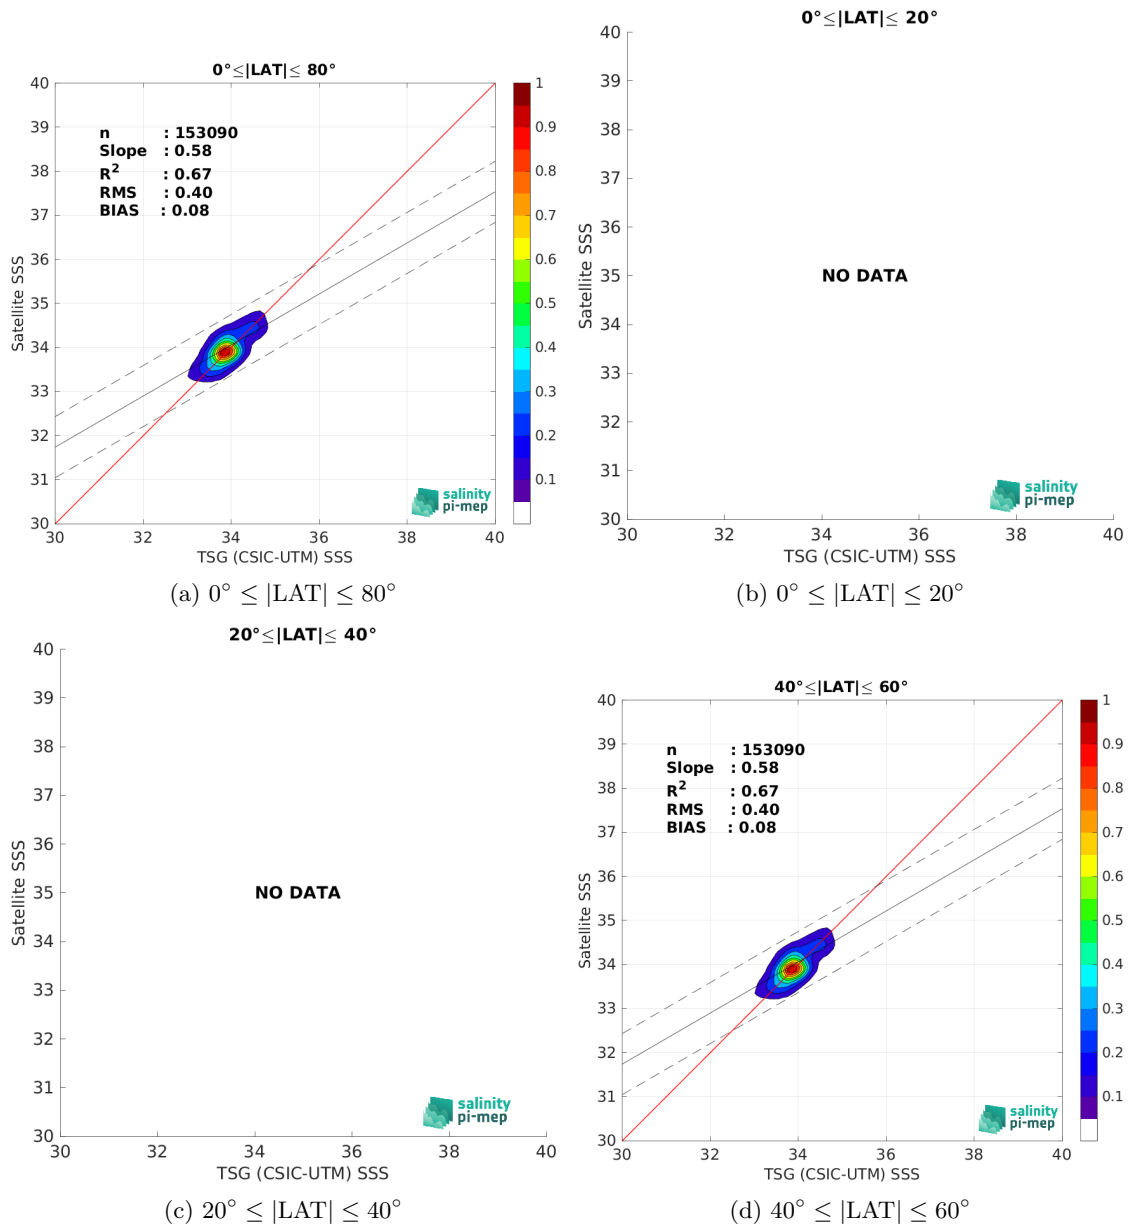 0°≤|LAT|≤ 80°
40
39
38
37
36
35
34
33
32
31
30
n : 153090
Slope : 0.58
R² : 0.67
RMS : 0.40
BIAS : 0.08
Satellite SSS
30 32 34 36 38 40
TSG (CSIC-UTM) SSS
1
0.9
0.8
0.7
0.6
0.5
0.4
0.3
0.2
0.1
salinity
pi-mep
(a) 0° ≤ |LAT| ≤ 80°
0°≤|LAT|≤ 20°
40
39
38
37
36
35
34
33
32
31
30
Satellite SSS
NO DATA
salinity
pi-mep
30 32 34 36 38 40
TSG (CSIC-UTM) SSS
(b) 0° ≤ |LAT| ≤ 20°
20°≤|LAT|≤ 40°
40
39
38
37
36
35
34
33
32
31
30
Satellite SSS
NO DATA
salinity
pi-mep
30 32 34 36 38 40
TSG (CSIC-UTM) SSS
(c) 20° ≤ |LAT| ≤ 40°
40°≤|LAT|≤ 60°
40
39
38
37
36
35
34
33
32
31
30
n : 153090
Slope : 0.58
R² : 0.67
RMS : 0.40
BIAS : 0.08
Satellite SSS
30 32 34 36 38 40
TSG (CSIC-UTM) SSS
1
0.9
0.8
0.7
0.6
0.5
0.4
0.3
0.2
0.1
salinity
pi-mep
(d) 40° ≤ |LAT| ≤ 60°